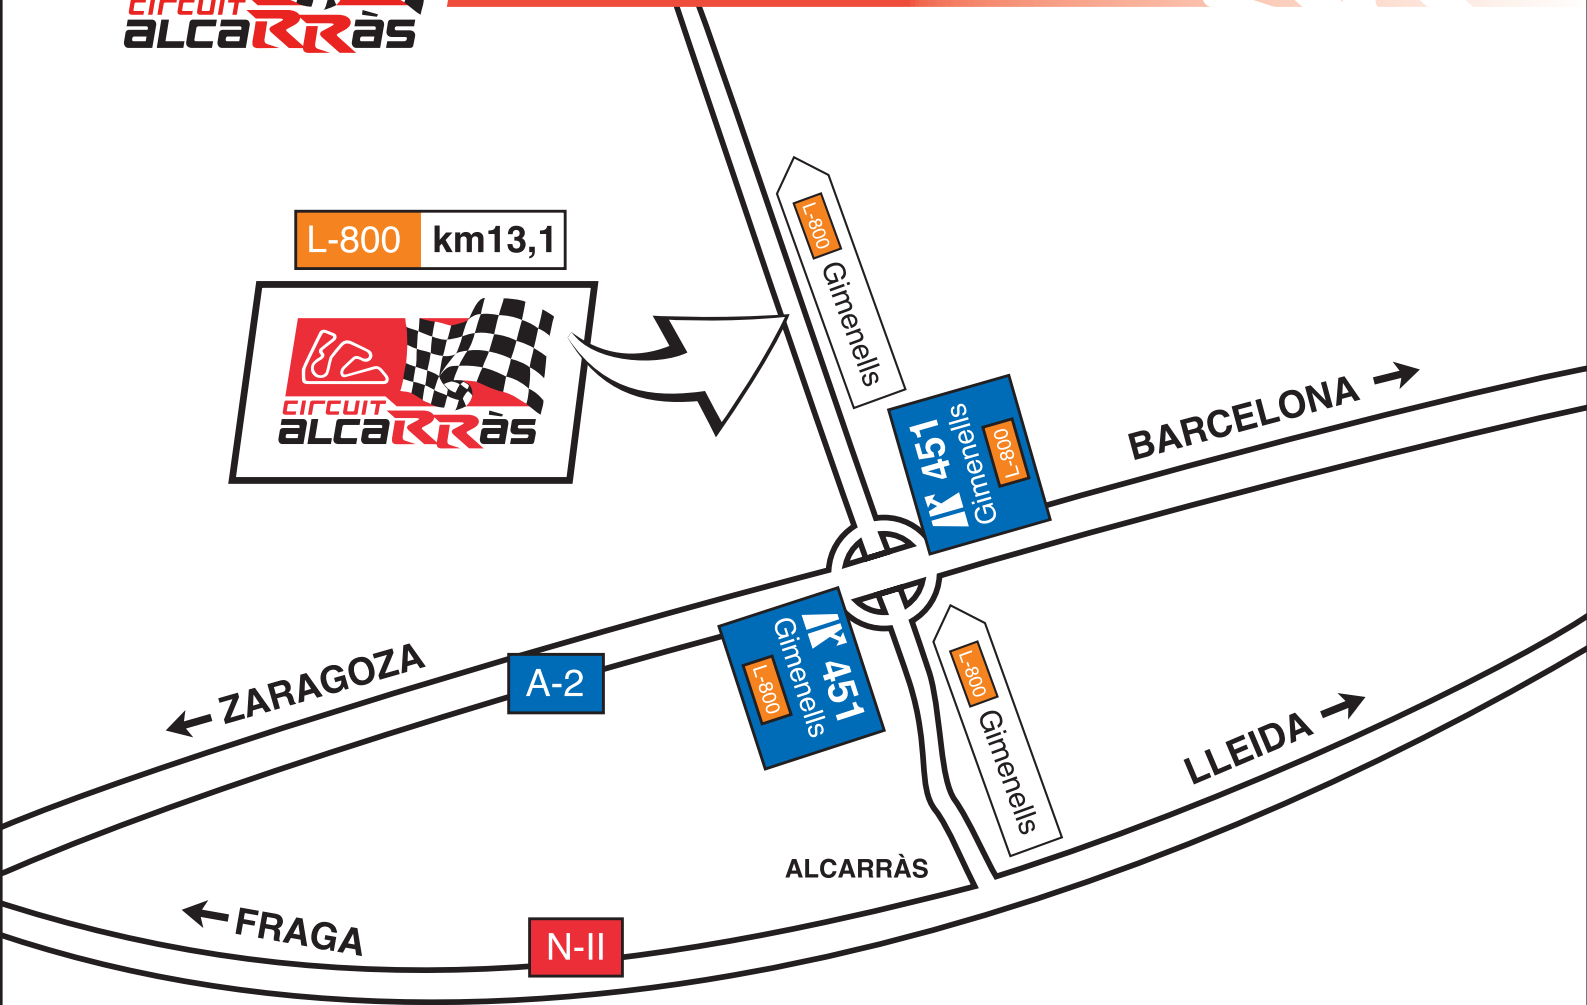 CIRCUIT
ALCARRÀS
L-800
Gimenells
L-800 km13,1
CIRCUIT
ALCARRÀS
BARCELONA
451
Gimenells
L-800
451
Gimenells
L-800
ZARAGOZA
A-2
L-800
Gimenells
LLEIDA
ALCARRÀS
FRAGA
N-II